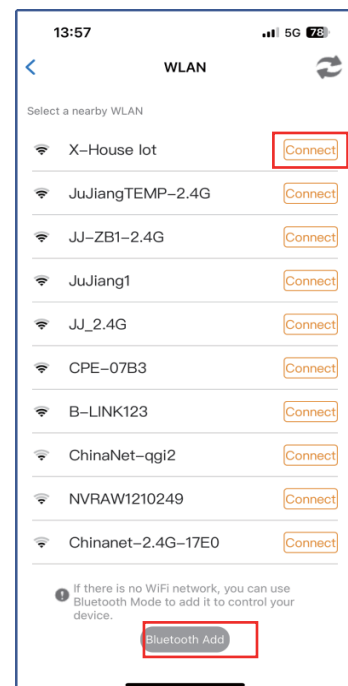 13:57 5G 78
WLAN
Select a nearby WLAN
X-House Iot Connect
JuJiangTEMP-2.4G Connect
JJ-ZB1-2.4G Connect
JuJiang1 Connect
JJ_2.4G Connect
CPE-07B3 Connect
B-LINK123 Connect
ChinaNet-qgi2 Connect
NVRAW1210249 Connect
Chinanet-2.4G-17E0 Connect
If there is no WiFi network, you can use
Bluetooth Mode to add it to control your
device.
Bluetooth Add